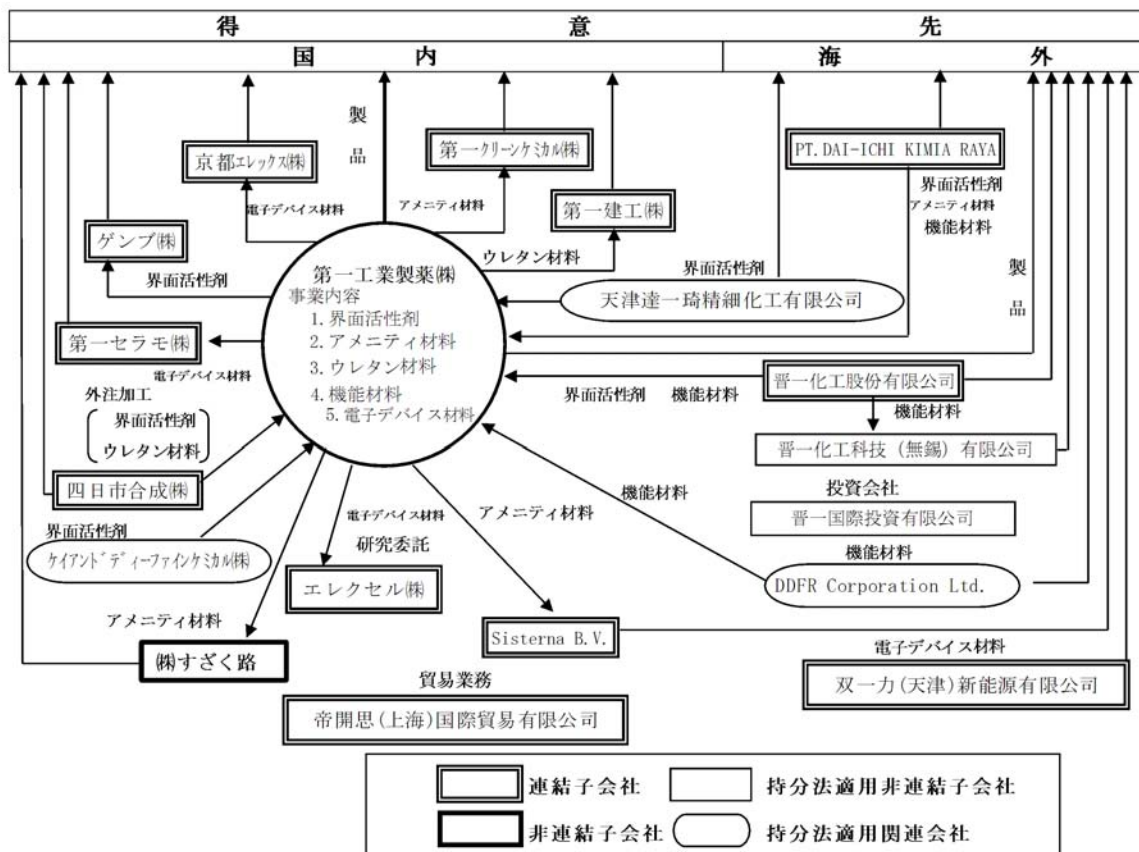 得意先
国内
海外
製品
京都エレックス㈱
第一クリーンケミカル㈱
PT.DAI-ICHI KIMIA RAYA
界面活性剤
アメニティ材料
機能材料
電子デバイス材料
アメニティ材料
第一建工㈱
ゲンブ㈱
ウレタン材料
界面活性剤
界面活性剤
製品
天津達一琦精細化工有限公司
第一工業製薬㈱
事業内容
1.界面活性剤
2.アメニティ材料
3.ウレタン材料
4.機能材料
5.電子デバイス材料
第一セラモ㈱
電子デバイス材料
晋一化工股份有限公司
界面活性剤 機能材料
機能材料
外注加工
界面活性剤
ウレタン材料
晋一化工科技(無錫)有限公司
四日市合成㈱
投資会社
晋一国際投資有限公司
機能材料
アメニティ材料
電子デバイス材料
研究委託
界面活性剤
ケイアンドディーファインケミカル㈱
エレクセル㈱
機能材料
DDFR Corporation Ltd.
アメニティ材料
Sisterna B.V.
電子デバイス材料
㈱すざく路
双一力(天津)新能源有限公司
貿易業務
帝開思(上海)国際貿易有限公司
連結子会社
持分法適用非連結子会社
非連結子会社
持分法適用関連会社